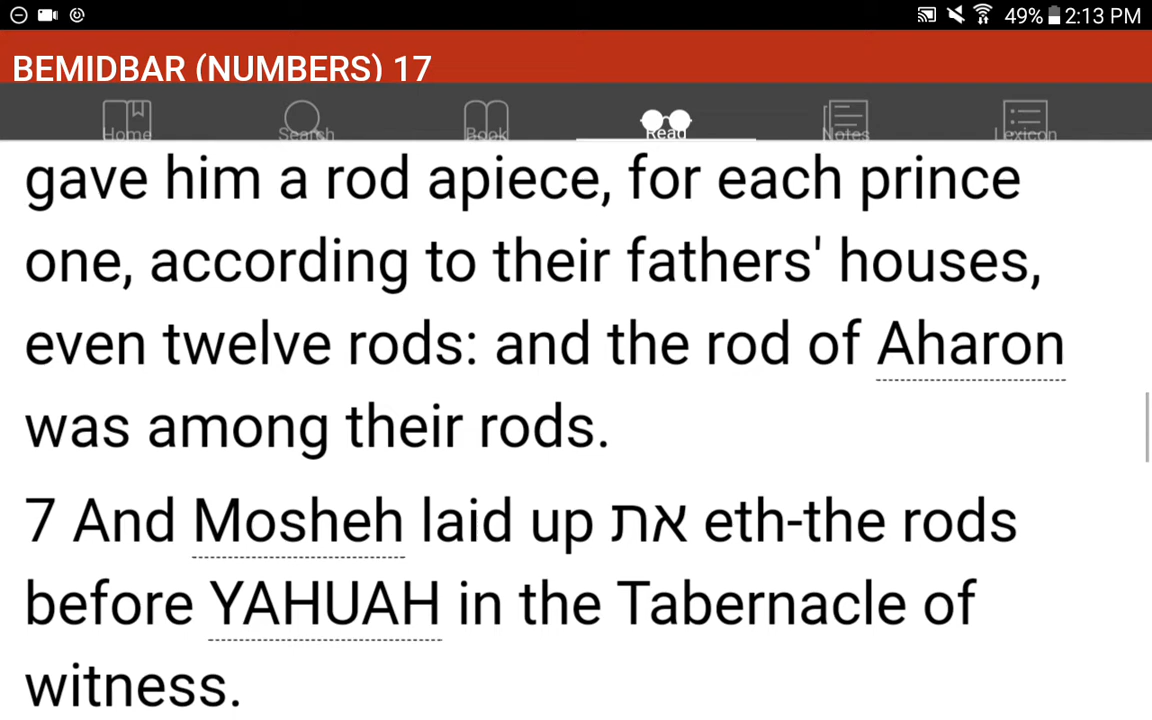 49% 2:13 PM
BEMIDBAR (NUMBERS) 17
Home Search Book Read Notes Lexicon
gave him a rod apiece, for each prince
one, according to their fathers' houses,
even twelve rods: and the rod of Aharon
was among their rods.
7 And Mosheh laid up את eth-the rods
before YAHUAH in the Tabernacle of
witness.